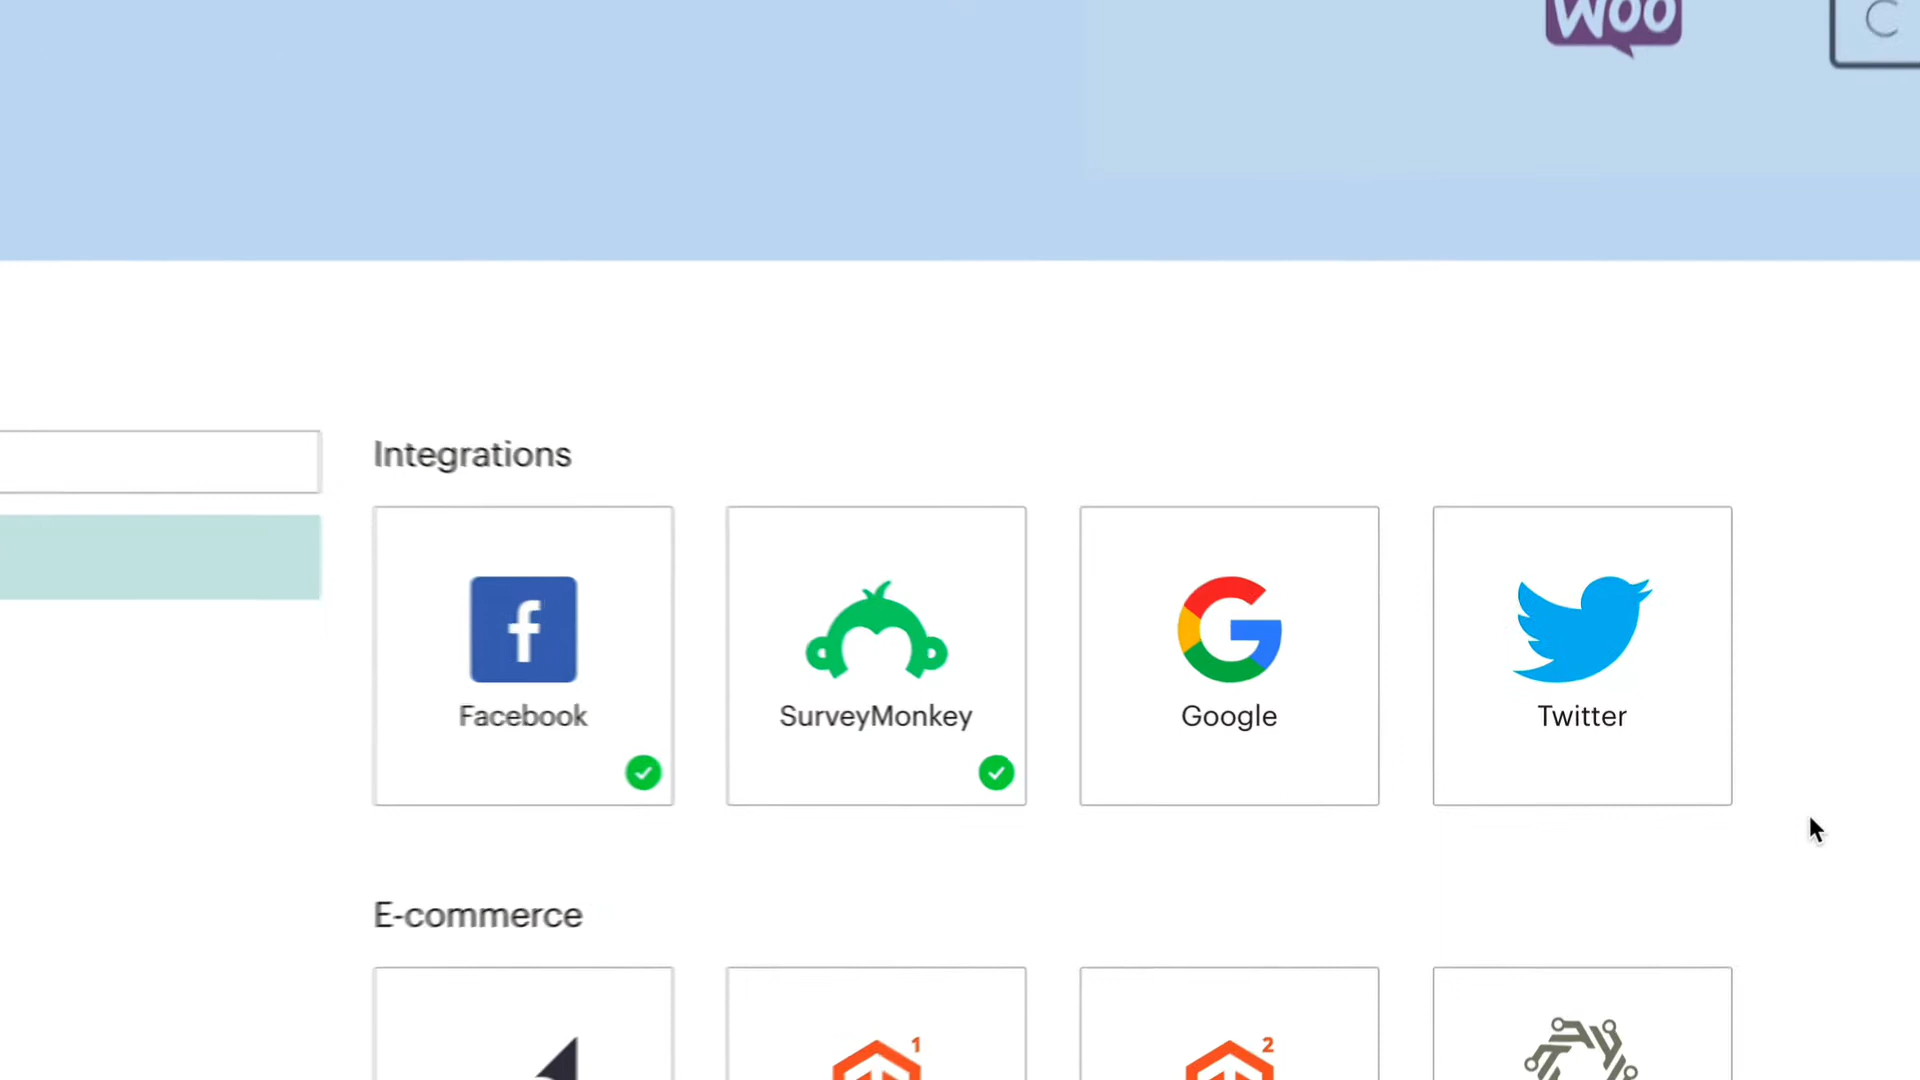 WOO
C
Integrations
Facebook
SurveyMonkey
Google
Twitter
E-commerce
1
2